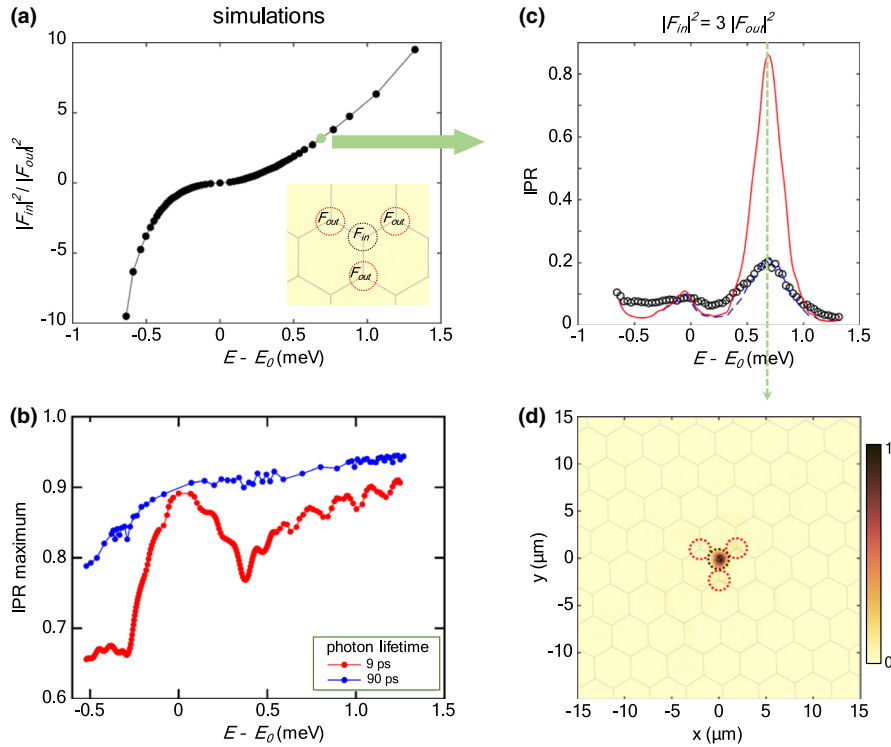 (a)
simulations
|F_in|^2 / |F_out|^2
10
5
0
-5
-10
F_out
F_out
F_in
F_out
-1
-0.5
0
0.5
1.0
1.5
E - E_0 (meV)
(c)
|F_in|^2 = 3 |F_out|^2
IPR
0.8
0.6
0.4
0.2
0
-1
-0.5
0
0.5
1
1.5
E - E_0 (meV)
(b)
IPR maximum
1.0
0.9
0.8
0.7
0.6
photon lifetime
9 ps
90 ps
-0.5
0
0.5
1.0
1.5
E - E_0 (meV)
(d)
y (µm)
15
10
5
0
-5
-10
-15
-10
-5
0
5
10
15
x (µm)
1
0